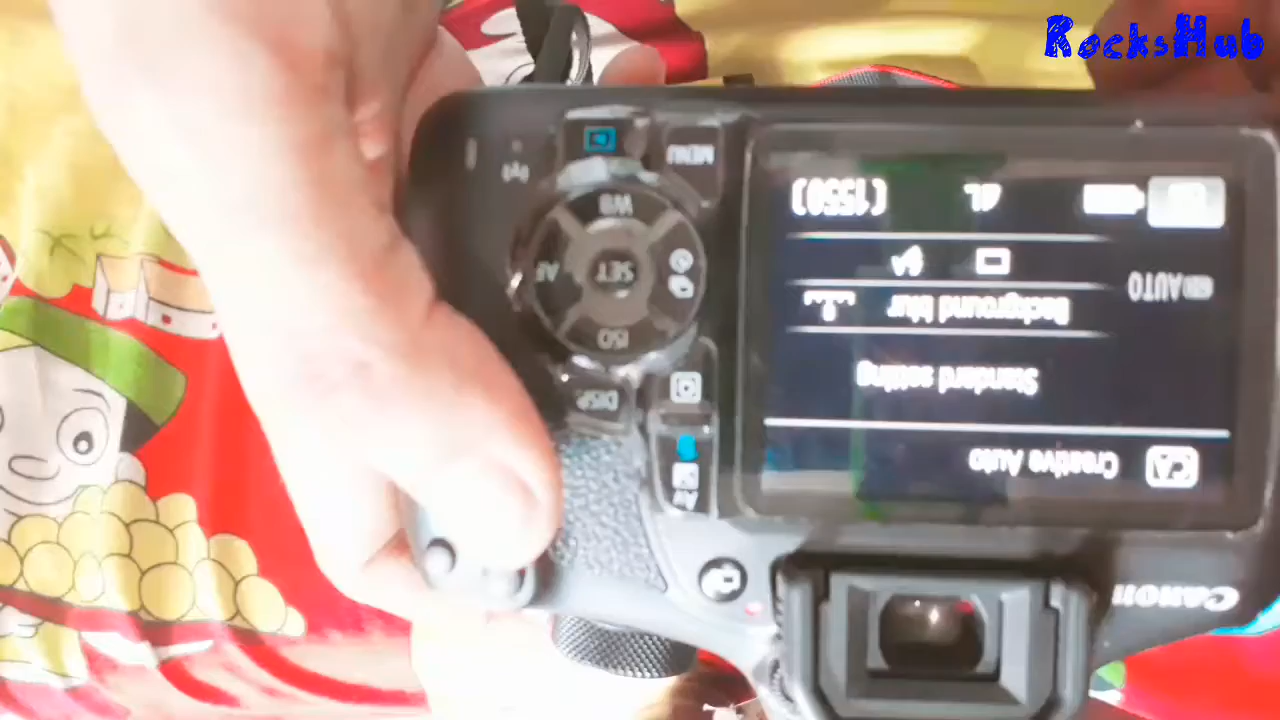 RocksHub
Canon
CA Creative Auto
Standard setting
Background blur
AUTO
4L [1550]
Av
DISP.
ISO
AF SET
WB
MENU